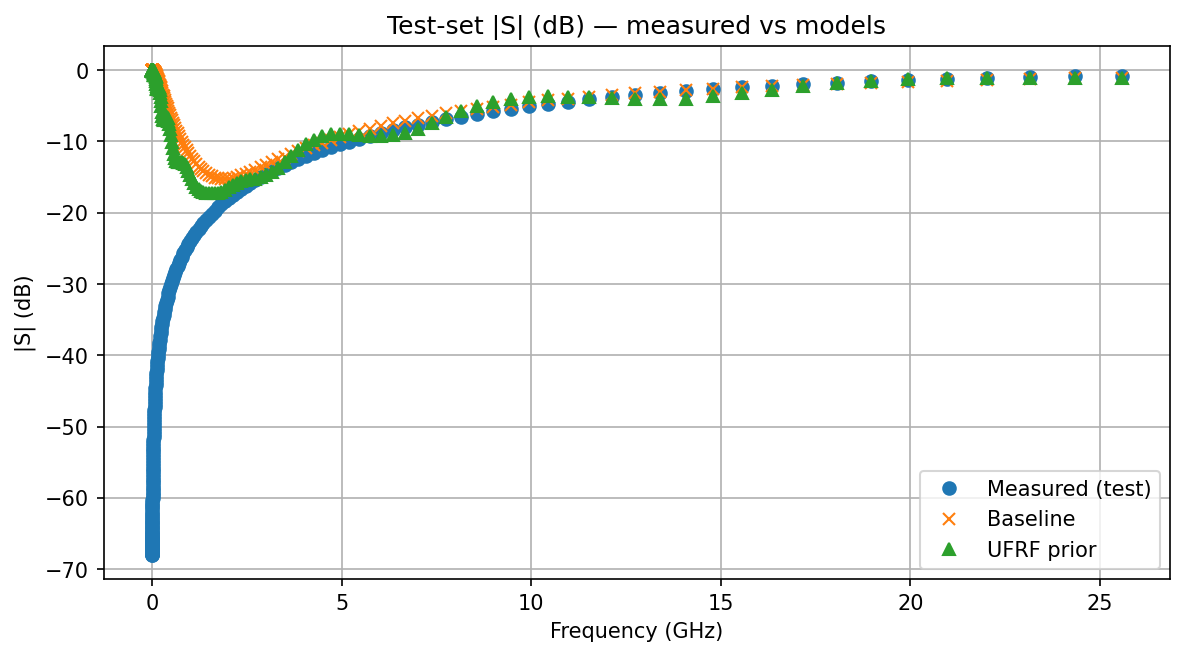 Test-set |S| (dB) — measured vs models
|S| (dB)
0
−10
−20
−30
−40
−50
−60
−70
0 5 10 15 20 25
Frequency (GHz)
Measured (test)
Baseline
UFRF prior